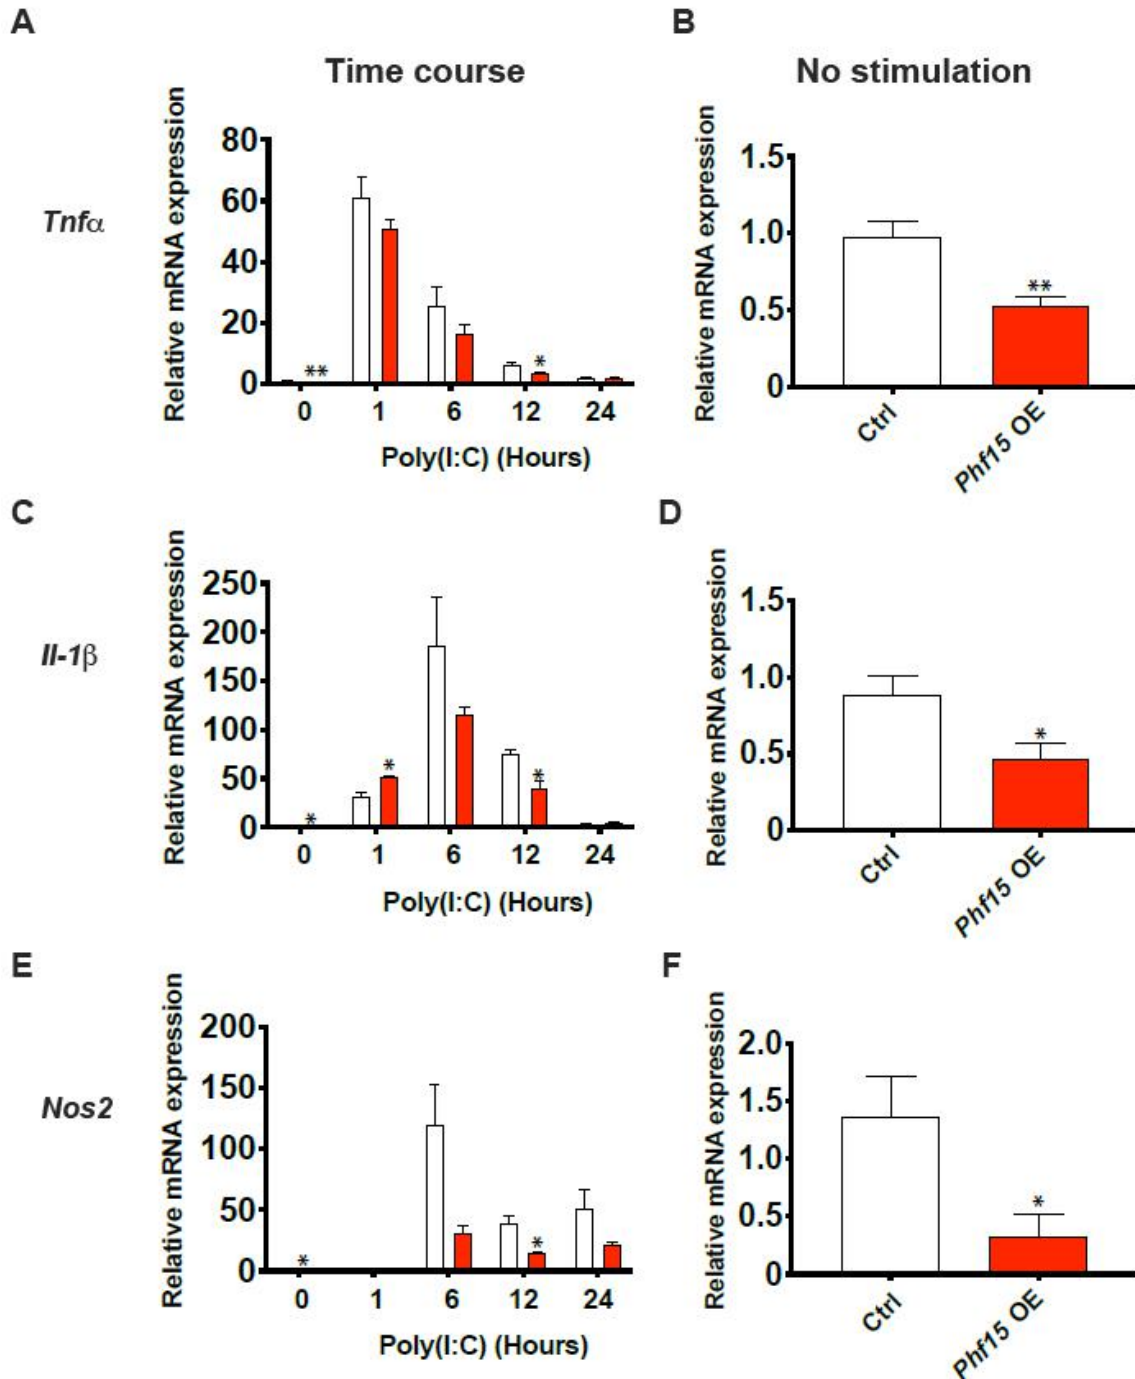 A
B
Time course
No stimulation
Tnfα
Relative mRNA expression
80
60
40
20
0
**
*
0 1 6 12 24
Poly(I:C) (Hours)
Relative mRNA expression
1.5
1.0
0.5
0
**
Ctrl
Phf15 OE
C
D
Il-1β
Relative mRNA expression
250
200
150
100
50
0
*
*
*
0 1 6 12 24
Poly(I:C) (Hours)
Relative mRNA expression
1.5
1.0
0.5
0
*
Ctrl
Phf15 OE
E
F
Nos2
Relative mRNA expression
200
150
100
50
0
*
*
0 1 6 12 24
Poly(I:C) (Hours)
Relative mRNA expression
2.0
1.5
1.0
0.5
0
*
Ctrl
Phf15 OE